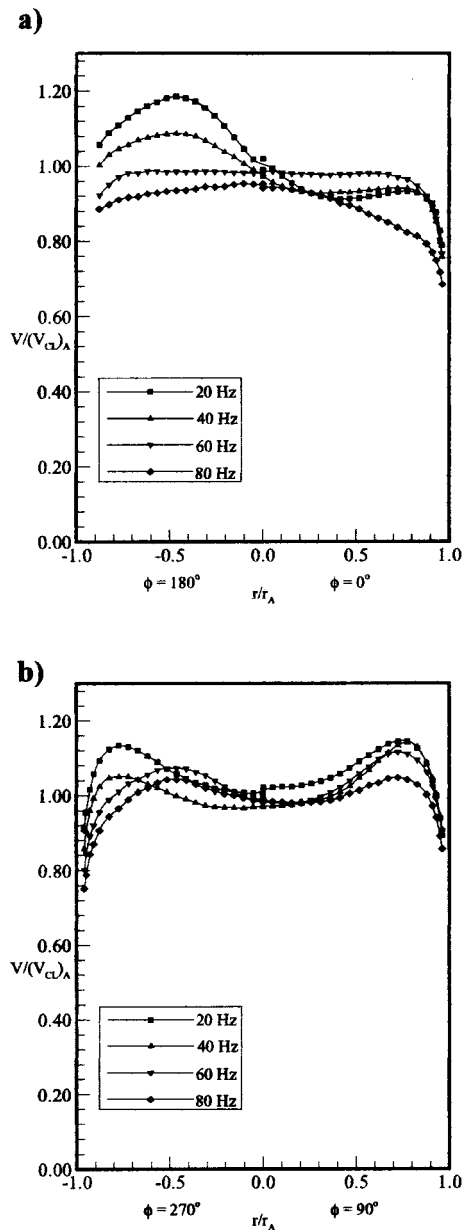 a)
1.20
1.00
0.80
0.60
V/(V_CL)_A
0.40
0.20
0.00
20 Hz
40 Hz
60 Hz
80 Hz
-1.0 -0.5 0.0 0.5 1.0
ϕ = 180° r/r_A ϕ = 0°
b)
1.20
1.00
0.80
0.60
V/(V_CL)_A
0.40
0.20
0.00
20 Hz
40 Hz
60 Hz
80 Hz
-1.0 -0.5 0.0 0.5 1.0
ϕ = 270° r/r_A ϕ = 90°